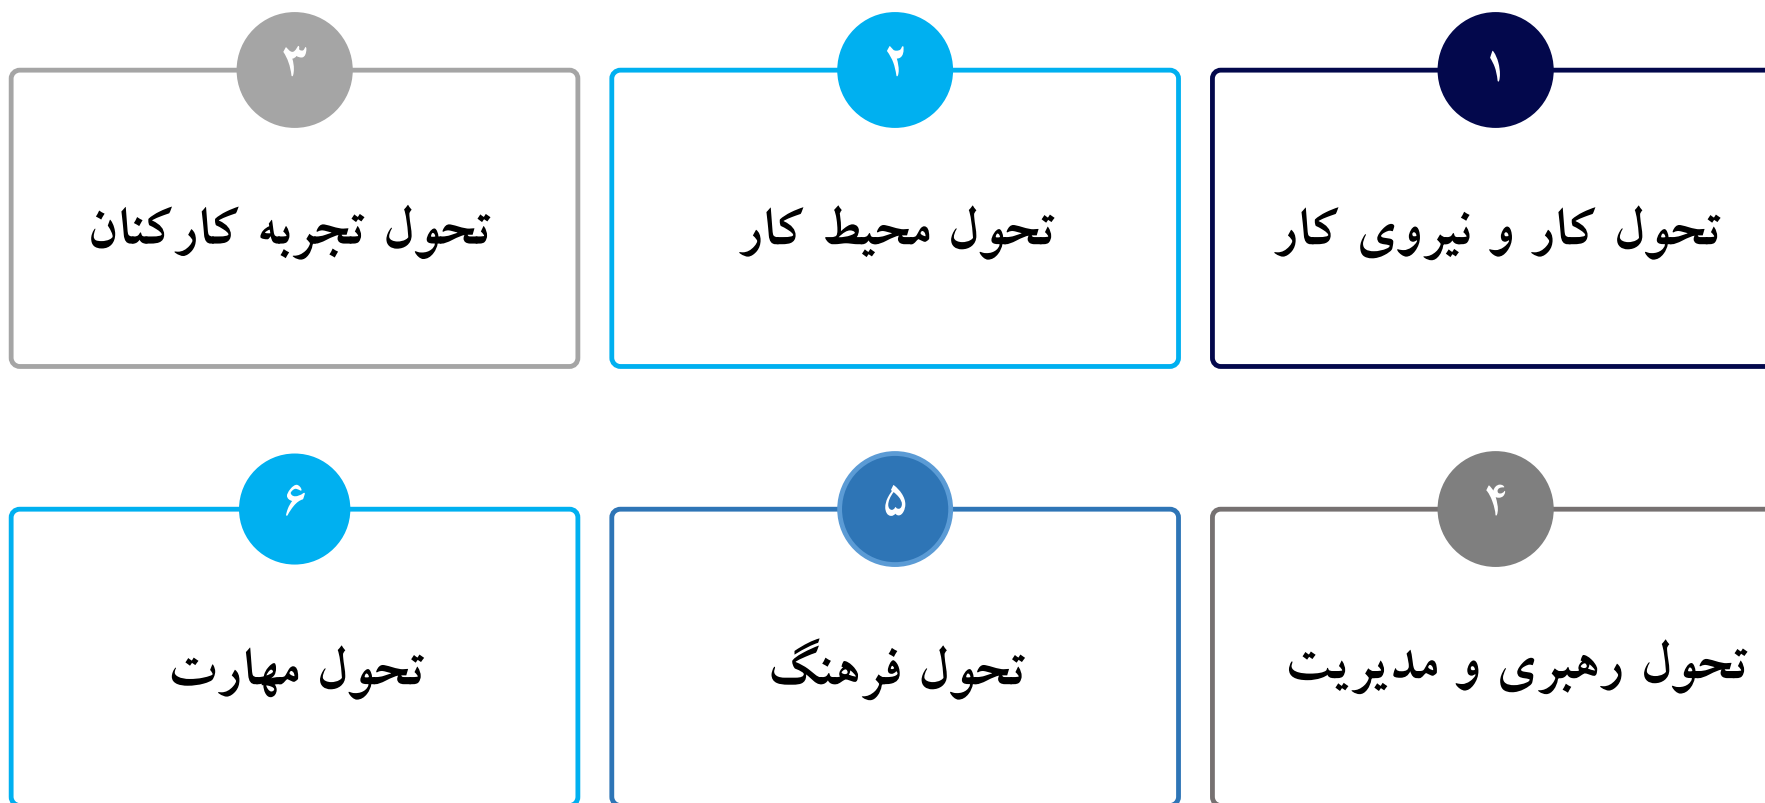 ۱
تحول کار و نیروی کار
۲
تحول محیط کار
۳
تحول تجربه کارکنان
۴
تحول رهبری و مدیریت
۵
تحول فرهنگ
۶
تحول مهارت